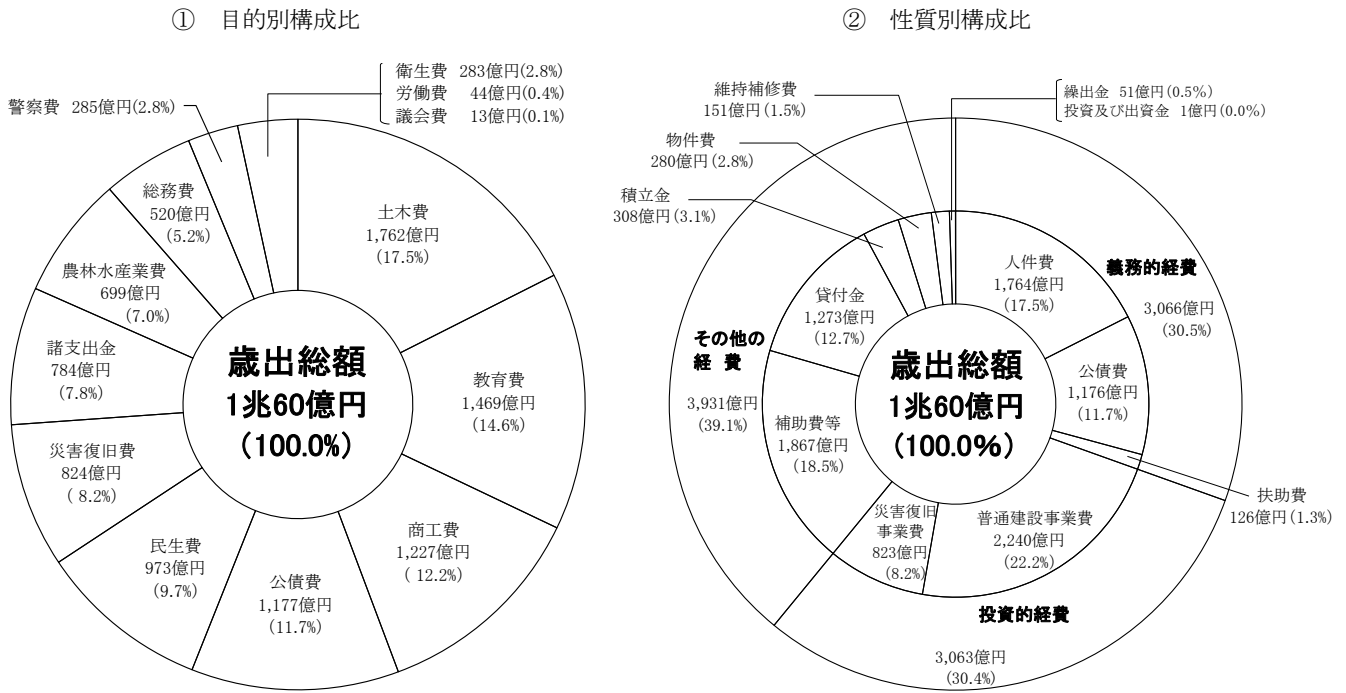 ① 目的別構成比
警察費 285億円(2.8%)
衛生費 283億円(2.8%)
労働費 44億円(0.4%)
議会費 13億円(0.1%)
土木費
1,762億円
(17.5%)
教育費
1,469億円
(14.6%)
商工費
1,227億円
( 12.2%)
公債費
1,177億円
(11.7%)
民生費
973億円
(9.7%)
災害復旧費
824億円
( 8.2%)
諸支出金
784億円
(7.8%)
農林水産業費
699億円
(7.0%)
総務費
520億円
(5.2%)
歳出総額
1兆60億円
(100.0%)
② 性質別構成比
繰出金 51億円(0.5%)
投資及び出資金 1億円(0.0%)
維持補修費
151億円(1.5%)
物件費
280億円(2.8%)
積立金
308億円(3.1%)
人件費
1,764億円
(17.5%)
義務的経費
3,066億円
(30.5%)
公債費
1,176億円
(11.7%)
扶助費
126億円(1.3%)
普通建設事業費
2,240億円
(22.2%)
災害復旧
事業費
823億円
(8.2%)
投資的経費
3,063億円
(30.4%)
補助費等
1,867億円
(18.5%)
貸付金
1,273億円
(12.7%)
その他の
経 費
3,931億円
(39.1%)
歳出総額
1兆60億円
(100.0%)